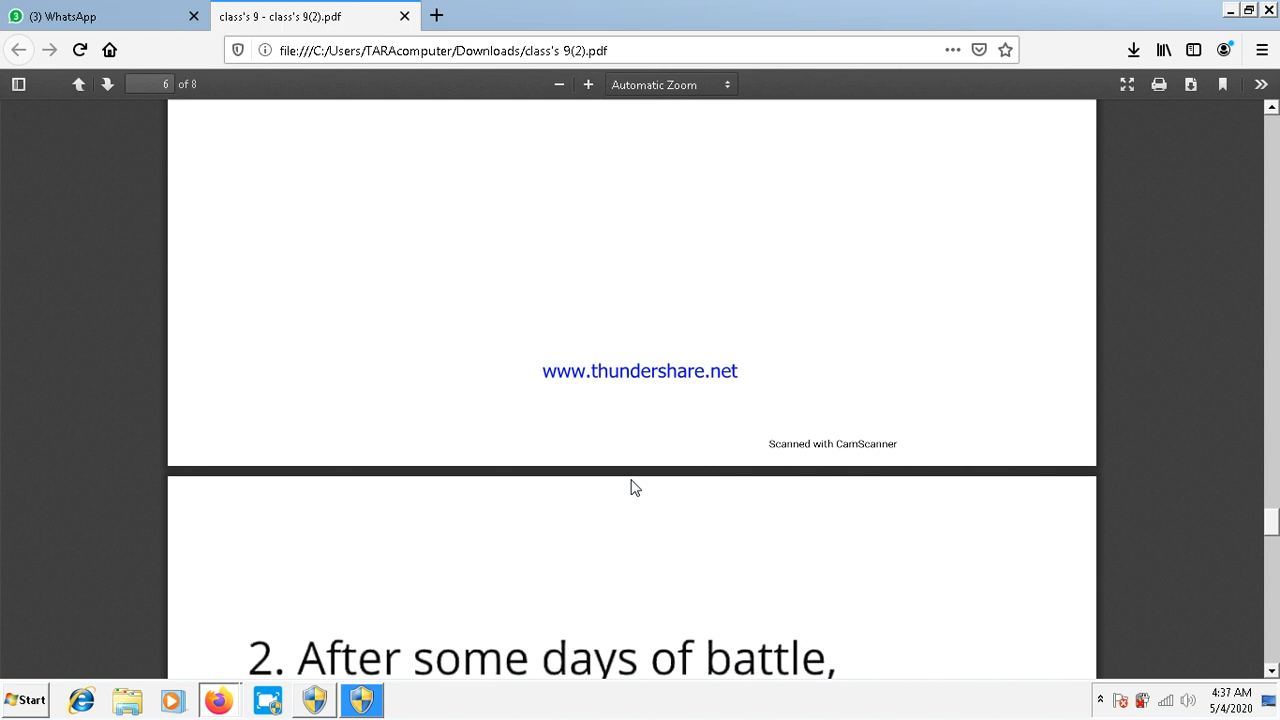 (3) WhatsApp
class's 9 - class's 9(2).pdf
file:///C:/Users/TARAcomputer/Downloads/class's 9(2).pdf
6 of 8
Automatic Zoom
www.thundershare.net
Scanned with CamScanner
2. After some days of battle,
Start
4:37 AM
5/4/2020